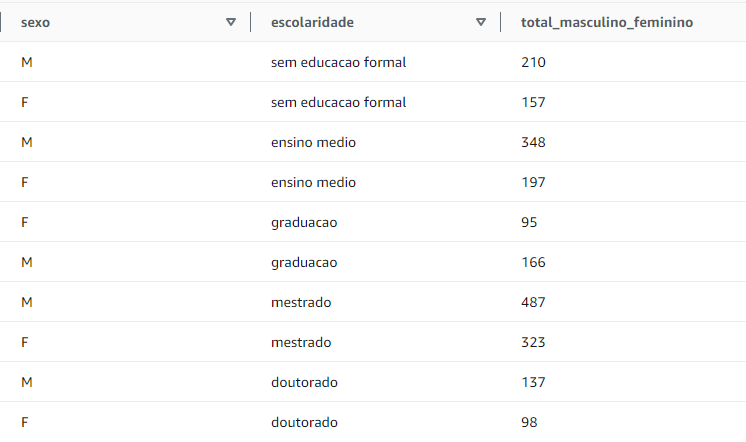 sexo escolaridade total_masculino_feminino
M sem educacao formal 210
F sem educacao formal 157
M ensino medio 348
F ensino medio 197
F graduacao 95
M graduacao 166
M mestrado 487
F mestrado 323
M doutorado 137
F doutorado 98